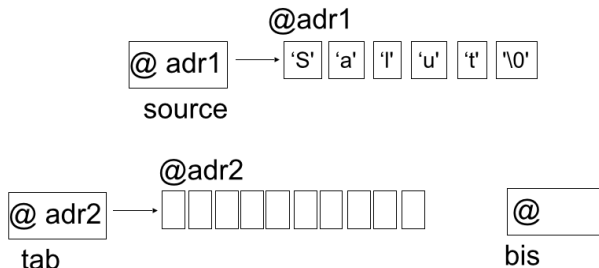 @adr1
@ adr1 ‘S' ‘a' ‘l' ‘u' ‘t' '\0'
source
@adr2
@ adr2 @
tab bis